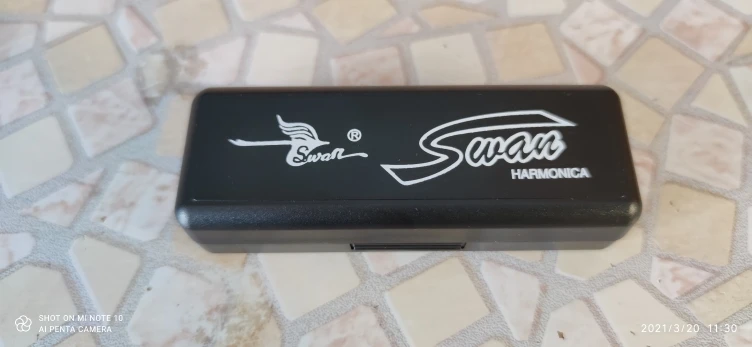 Swan ®
Swan
HARMONICA
SHOT ON MI NOTE 10
AI PENTA CAMERA
2021/3/20 11:30